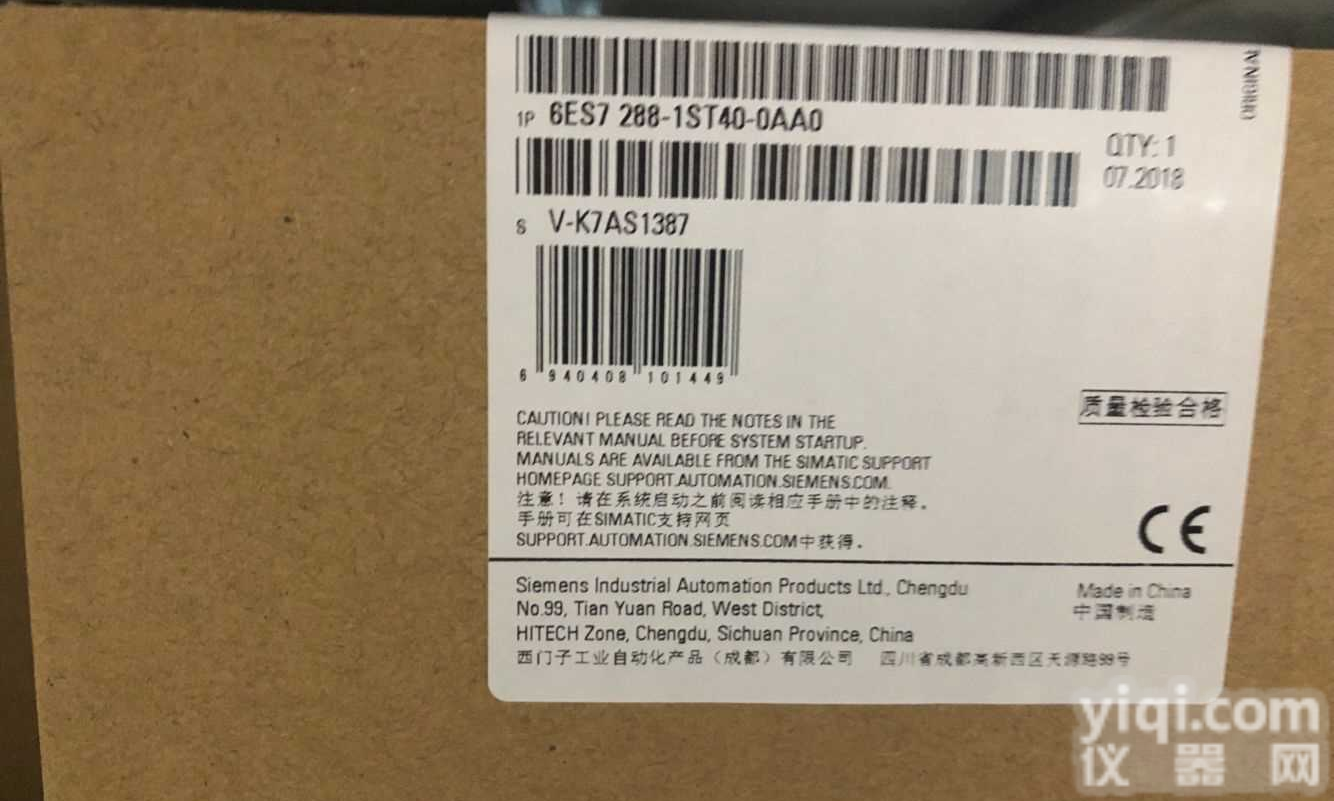 1P 6ES7 288-1ST40-0AA0
QTY: 1
07.2018
S V-K7AS1387
6 940408 101449
CAUTION! PLEASE READ THE NOTES IN THE
RELEVANT MANUAL BEFORE SYSTEM STARTUP.
MANUALS ARE AVAILABLE FROM THE SIMATIC SUPPORT
HOMEPAGE SUPPORT.AUTOMATION.SIEMENS.COM.
注意！请在系统启动之前阅读相应手册中的注释。
手册可在SIMATIC支持网页
SUPPORT.AUTOMATION.SIEMENS.COM中获得。
质量检验合格
CE
Siemens Industrial Automation Products Ltd., Chengdu
No.99, Tian Yuan Road, West District,
HITECH Zone, Chengdu, Sichuan Province, China
西门子工业自动化产品（成都）有限公司 四川省成都高新西区天源路99号
Made in China
中国制造
yiqi.com
仪器网